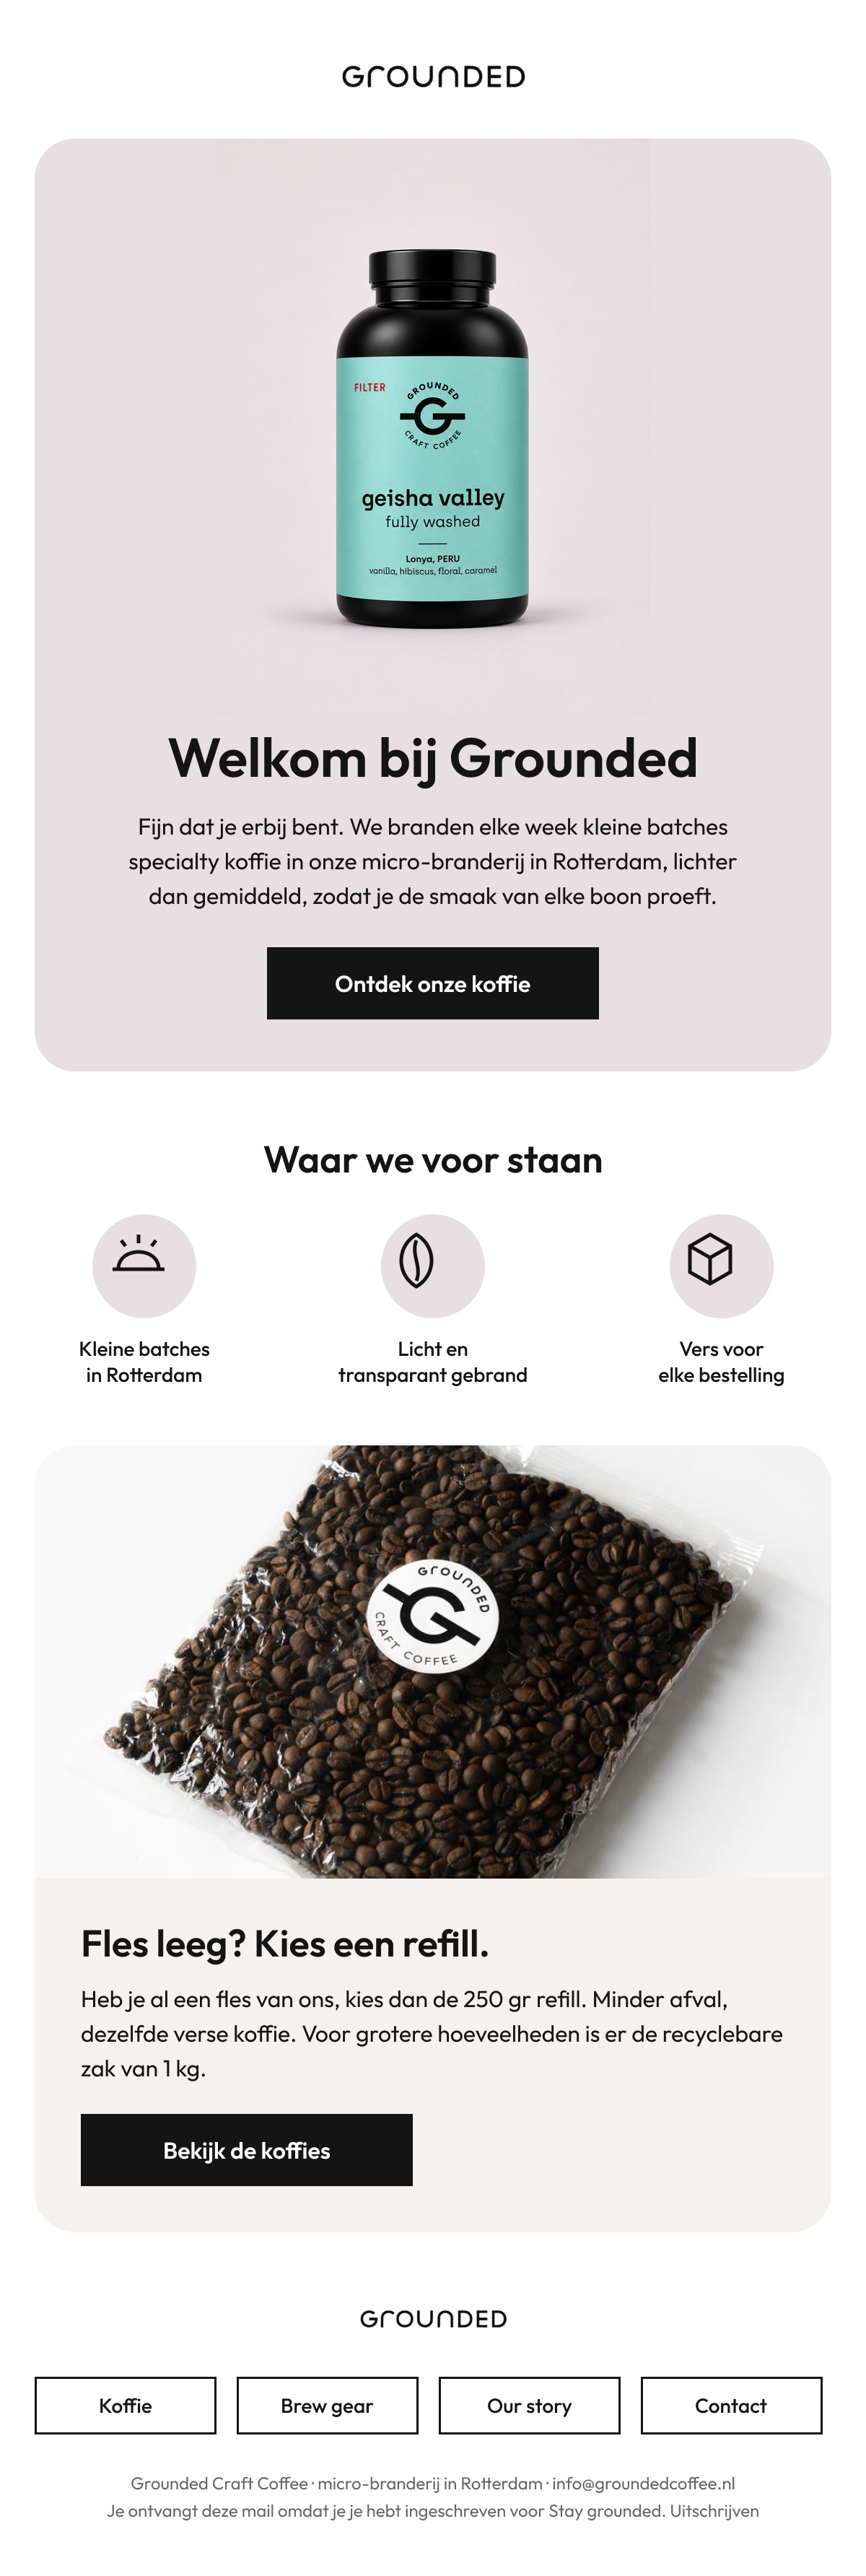 GROUNDED
FILTER
GROUNDED
CRAFT COFFEE
geisha valley
fully washed
Lonya, PERU
vanilla, hibiscus, floral, caramel
Welkom bij Grounded
Fijn dat je erbij bent. We branden elke week kleine batches
specialty koffie in onze micro-branderij in Rotterdam, lichter
dan gemiddeld, zodat je de smaak van elke boon proeft.
Ontdek onze koffie
Waar we voor staan
Kleine batches
in Rotterdam
Licht en
transparant gebrand
Vers voor
elke bestelling
GROUNDED
CRAFT COFFEE
Fles leeg? Kies een refill.
Heb je al een fles van ons, kies dan de 250 gr refill. Minder afval,
dezelfde verse koffie. Voor grotere hoeveelheden is er de recyclebare
zak van 1 kg.
Bekijk de koffies
GROUNDED
Koffie
Brew gear
Our story
Contact
Grounded Craft Coffee · micro-branderij in Rotterdam · info@groundedcoffee.nl
Je ontvangt deze mail omdat je je hebt ingeschreven voor Stay grounded. Uitschrijven